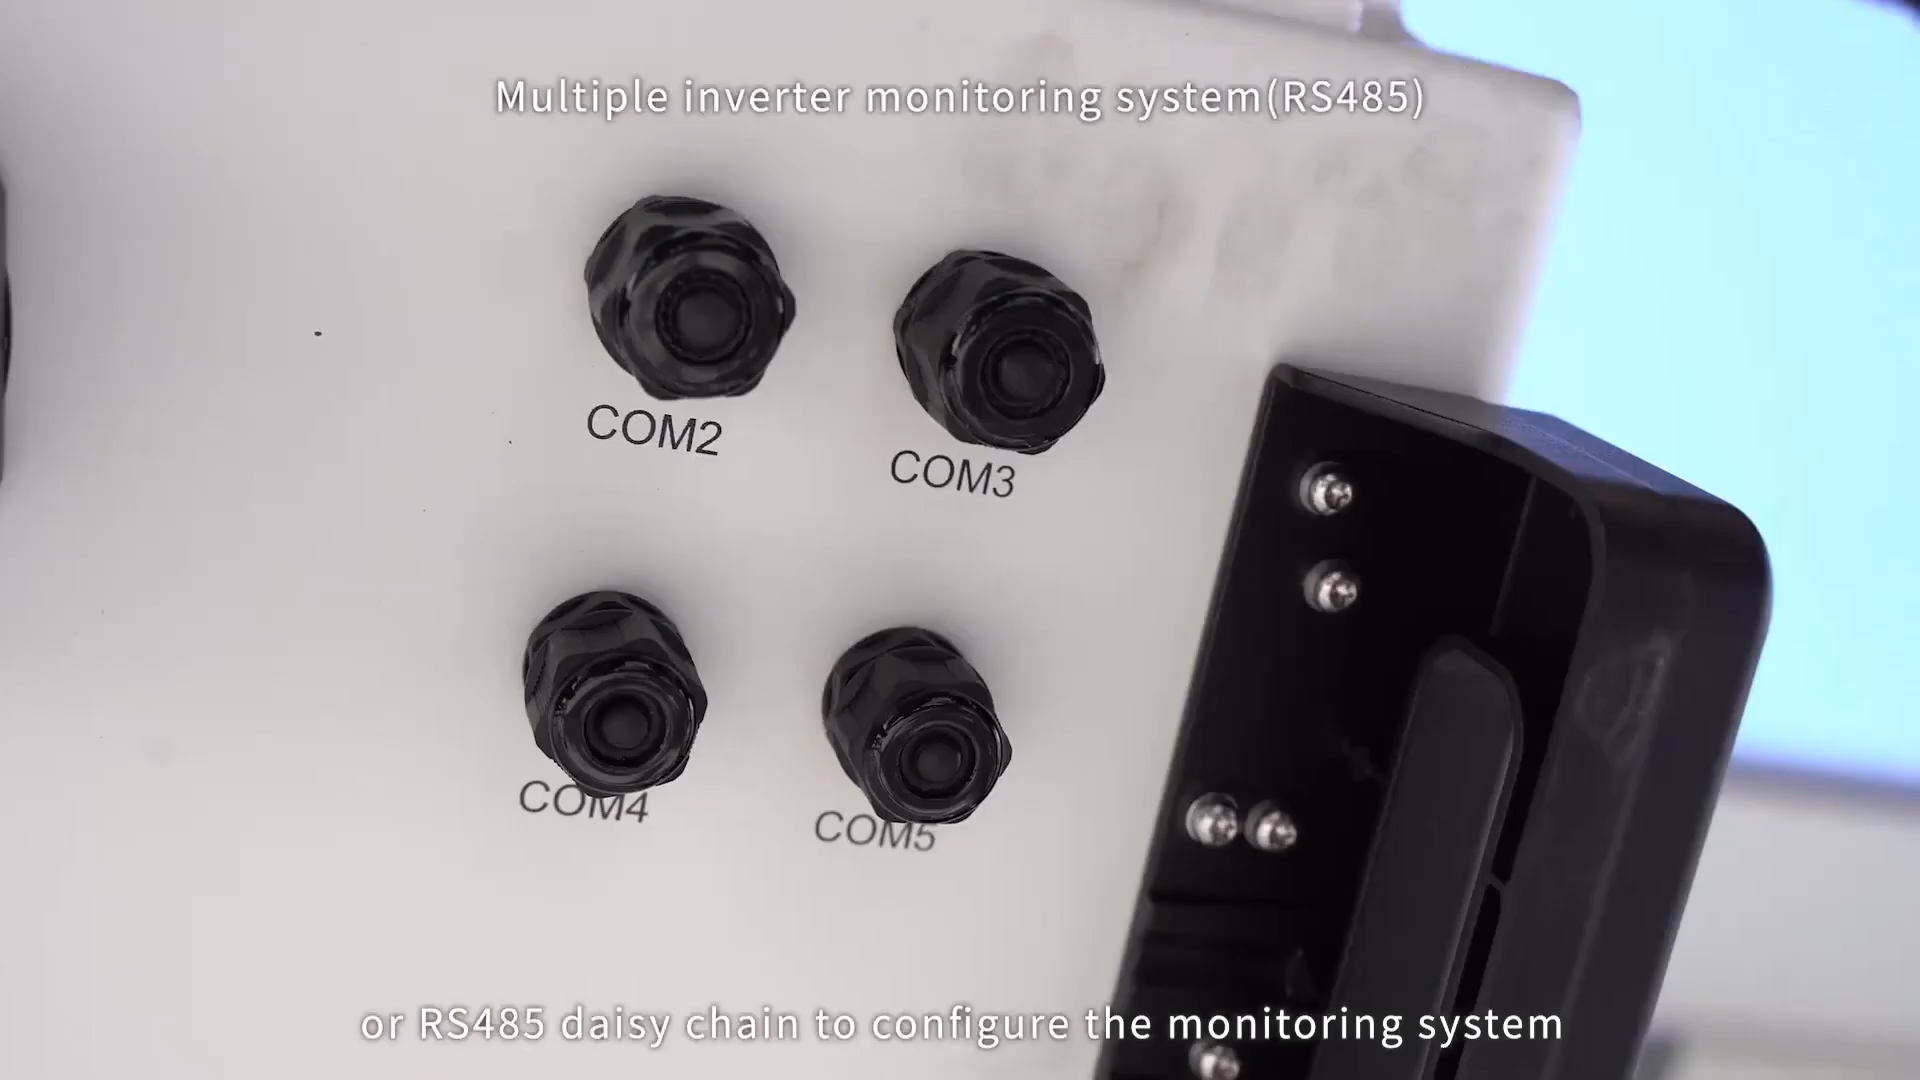 Multiple inverter monitoring system(RS485)
COM2
COM3
COM4
COM5
or RS485 daisy chain to configure the monitoring system